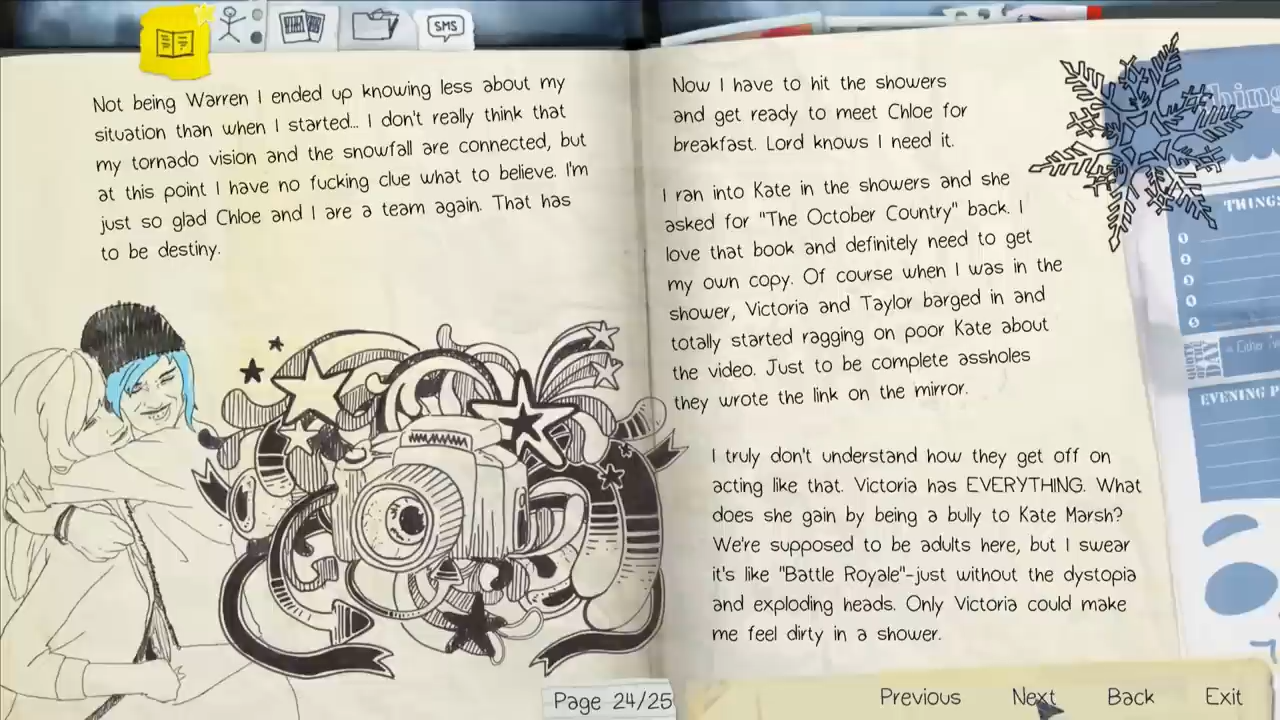 SMS
Not being Warren I ended up knowing less about my
situation than when I started... I don't really think that
my tornado vision and the snowfall are connected, but
at this point I have no fucking clue what to believe. I'm
just so glad Chloe and I are a team again. That has
to be destiny.
Now I have to hit the showers
and get ready to meet Chloe for
breakfast. Lord knows I need it.
I ran into Kate in the showers and she
asked for "The October Country" back. I
love that book and definitely need to get
my own copy. Of course when I was in the
shower, Victoria and Taylor barged in and
totally started ragging on poor Kate about
the video. Just to be complete assholes
they wrote the link on the mirror.
I truly don't understand how they get off on
acting like that. Victoria has EVERYTHING. What
does she gain by being a bully to Kate Marsh?
We're supposed to be adults here, but I swear
it's like "Battle Royale"-just without the dystopia
and exploding heads. Only Victoria could make
me feel dirty in a shower.
THINGS
1
2
3
4
5
EVENING P
Page 24/25
Previous Next Back Exit